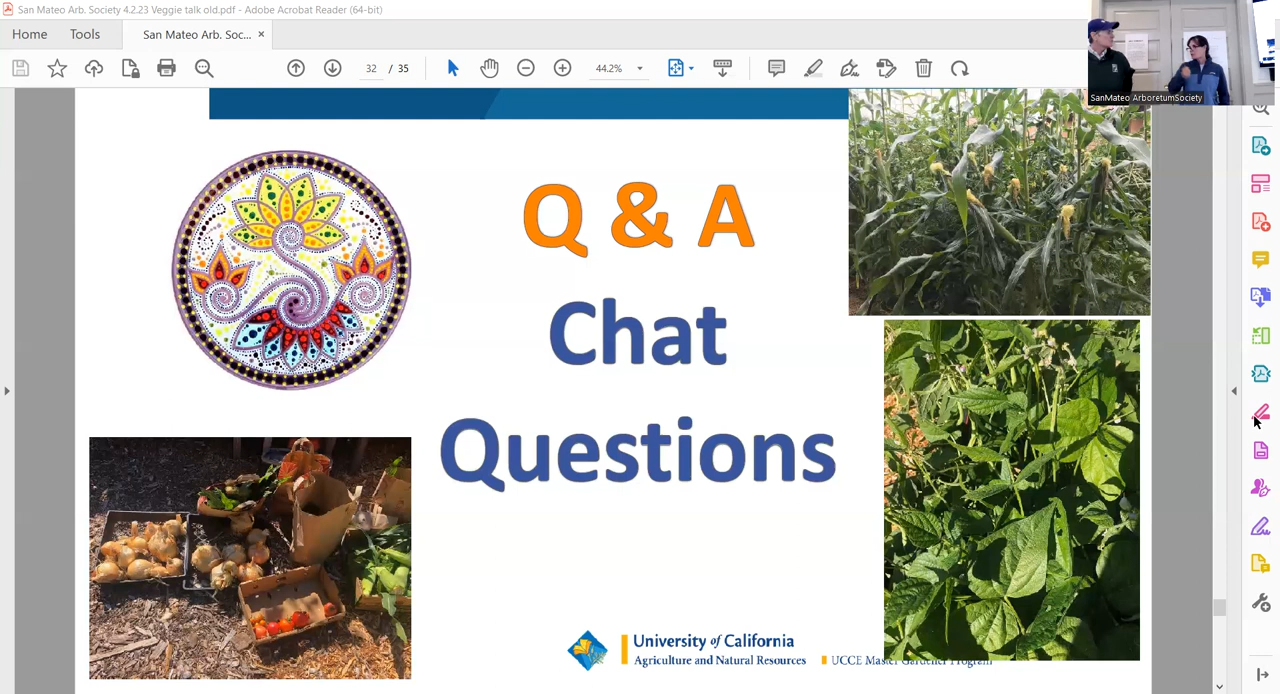 San Mateo Arb. Society 4.2.23 Veggie talk old.pdf - Adobe Acrobat Reader (64-bit)
Home
Tools
San Mateo Arb. Soc...
32 / 35
44.2%
SanMateo ArboretumSociety
Q & A
Chat
Questions
University of California
Agriculture and Natural Resources
UCCE Master Gardener Program